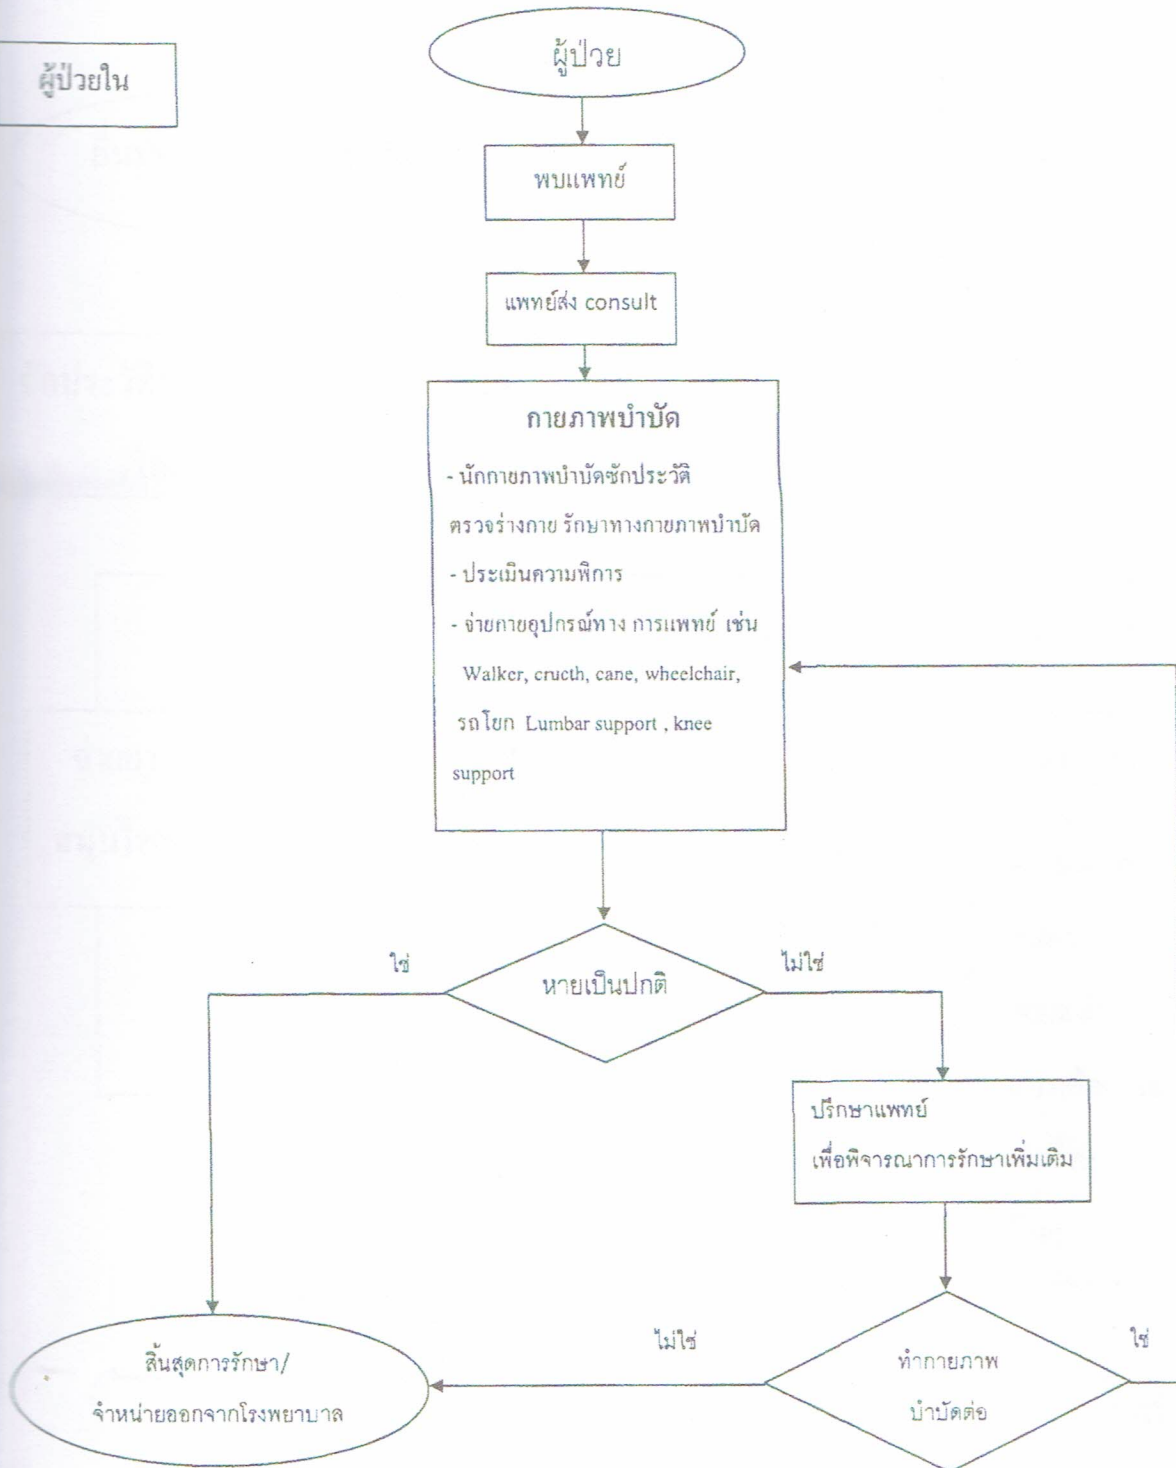 ผู้ป่วยใน
ผู้ป่วย
พบแพทย์
แพทย์ส่ง consult
กายภาพบำบัด
- นักกายภาพบำบัดซักประวัติ
ตรวจร่างกาย รักษาทางกายภาพบำบัด
- ประเมินความพิการ
- จ่ายกายอุปกรณ์ทาง การแพทย์ เช่น
Walker, cructh, cane, wheelchair,
รถโยก Lumbar support , knee
support
ใช่
หายเป็นปกติ
ไม่ใช่
ปรึกษาแพทย์
เพื่อพิจารณาการรักษาเพิ่มเติม
ไม่ใช่
ใช่
ทำกายภาพ
บำบัดต่อ
สิ้นสุดการรักษา/
จำหน่ายออกจากโรงพยาบาล